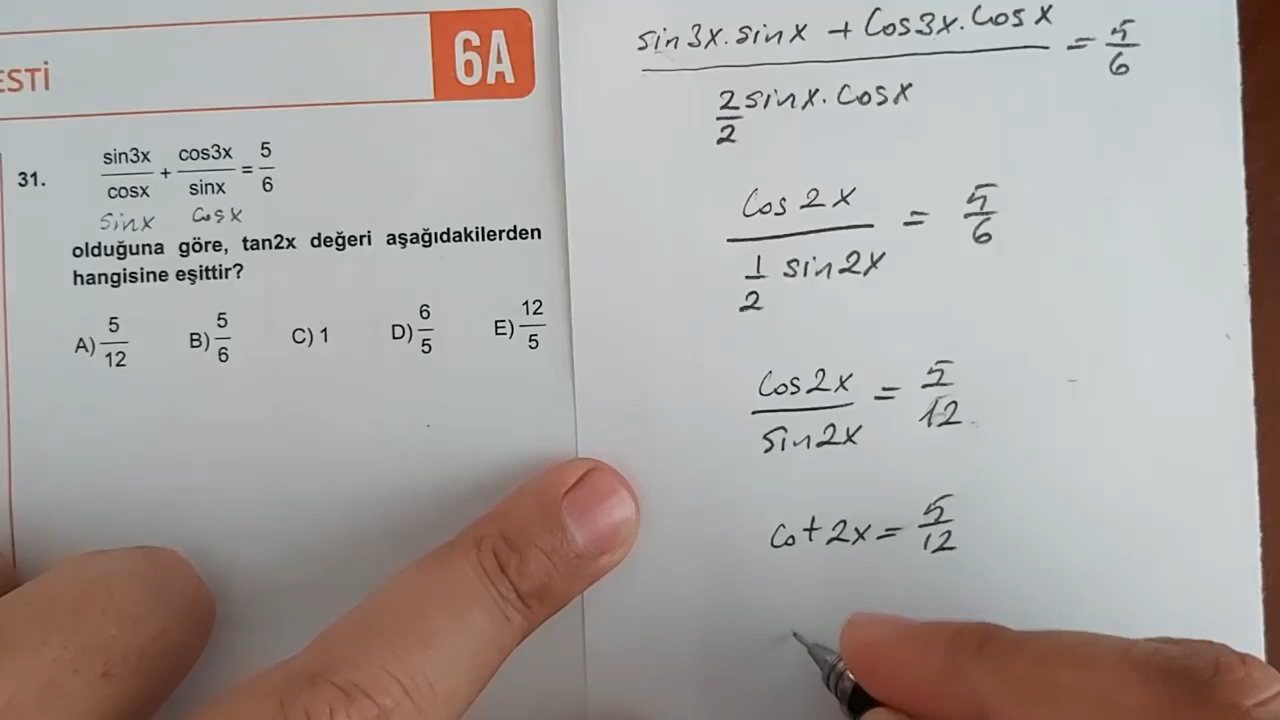 ESTİ
6A
31. sin3x/cosx + cos3x/sinx = 5/6
sinx cosx
olduğuna göre, tan2x değeri aşağıdakilerden
hangisine eşittir?
A) 5/12 B) 5/6 C) 1 D) 6/5 E) 12/5
sin3x.sinx + cos3x.cosx
= 5/6
2/2 sinx.cosx
cos2x
= 5/6
1/2 sin2x
cos2x
= 5/12
sin2x
cot2x = 5/12